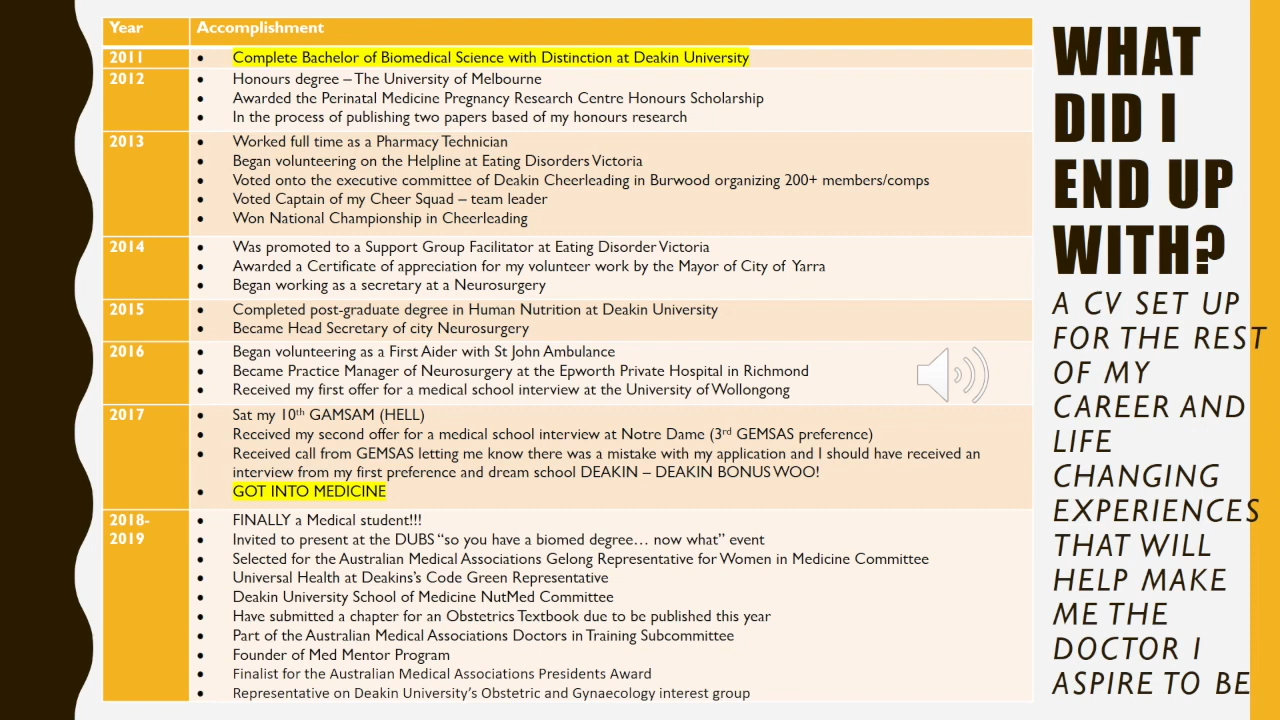 Year Accomplishment
2011 • Complete Bachelor of Biomedical Science with Distinction at Deakin University
2012 • Honours degree – The University of Melbourne
• Awarded the Perinatal Medicine Pregnancy Research Centre Honours Scholarship
• In the process of publishing two papers based of my honours research
2013 • Worked full time as a Pharmacy Technician
• Began volunteering on the Helpline at Eating Disorders Victoria
• Voted onto the executive committee of Deakin Cheerleading in Burwood organizing 200+ members/comps
• Voted Captain of my Cheer Squad – team leader
• Won National Championship in Cheerleading
2014 • Was promoted to a Support Group Facilitator at Eating Disorder Victoria
• Awarded a Certificate of appreciation for my volunteer work by the Mayor of City of Yarra
• Began working as a secretary at a Neurosurgery
2015 • Completed post-graduate degree in Human Nutrition at Deakin University
• Became Head Secretary of city Neurosurgery
2016 • Began volunteering as a First Aider with St John Ambulance
• Became Practice Manager of Neurosurgery at the Epworth Private Hospital in Richmond
• Received my first offer for a medical school interview at the University of Wollongong
2017 • Sat my 10th GAMSAM (HELL)
• Received my second offer for a medical school interview at Notre Dame (3rd GEMSAS preference)
• Received call from GEMSAS letting me know there was a mistake with my application and I should have received an
interview from my first preference and dream school DEAKIN – DEAKIN BONUS WOO!
• GOT INTO MEDICINE
2018- • FINALLY a Medical student!!!
2019 • Invited to present at the DUBS “so you have a biomed degree… now what” event
• Selected for the Australian Medical Associations Gelong Representative for Women in Medicine Committee
• Universal Health at Deakins’s Code Green Representative
• Deakin University School of Medicine NutMed Committee
• Have submitted a chapter for an Obstetrics Textbook due to be published this year
• Part of the Australian Medical Associations Doctors in Training Subcommittee
• Founder of Med Mentor Program
• Finalist for the Australian Medical Associations Presidents Award
• Representative on Deakin University’s Obstetric and Gynaecology interest group
WHAT
DID I
END UP
WITH?
A CV SET UP
FOR THE REST
OF MY
CAREER AND
LIFE
CHANGING
EXPERIENCES
THAT WILL
HELP MAKE
ME THE
DOCTOR I
ASPIRE TO BE